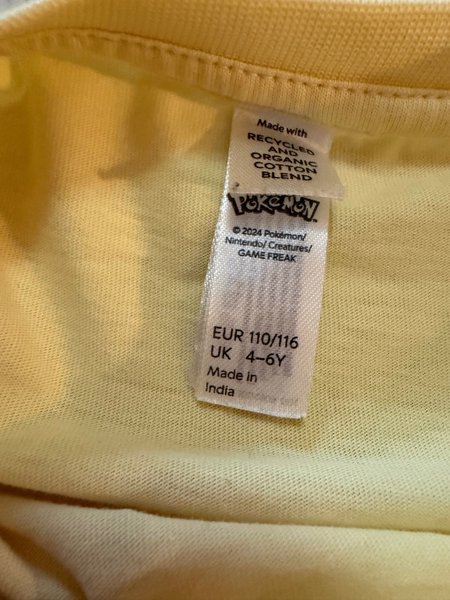 Made with
RECYCLED
AND
ORGANIC
COTTON
BLEND
POKéMON
© 2024 Pokémon/
Nintendo/ Creatures/
GAME FREAK
EUR 110/116
UK 4–6Y
Made in
India